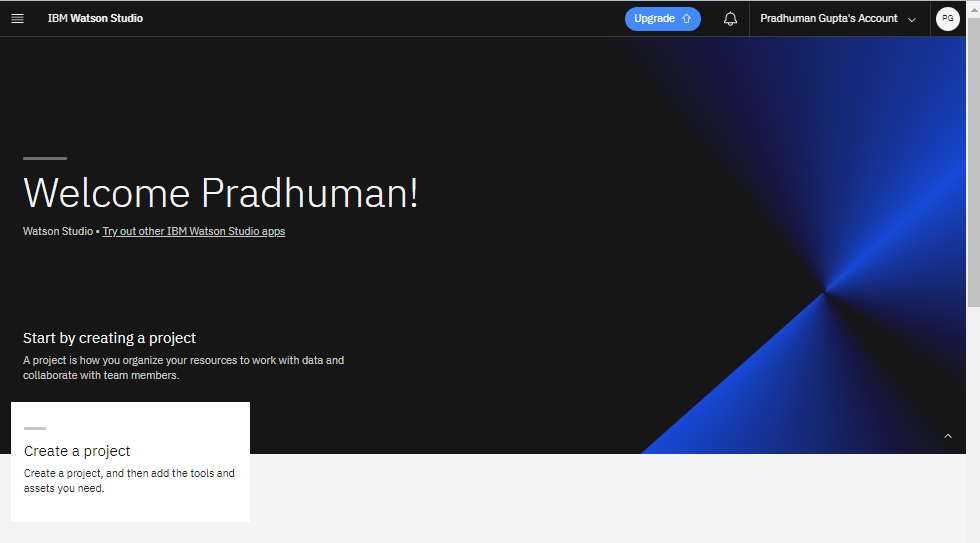 IBM Watson Studio
Upgrade
Pradhuman Gupta's Account
PG
Welcome Pradhuman!
Watson Studio • Try out other IBM Watson Studio apps
Start by creating a project
A project is how you organize your resources to work with data and
collaborate with team members.
Create a project
Create a project, and then add the tools and
assets you need.